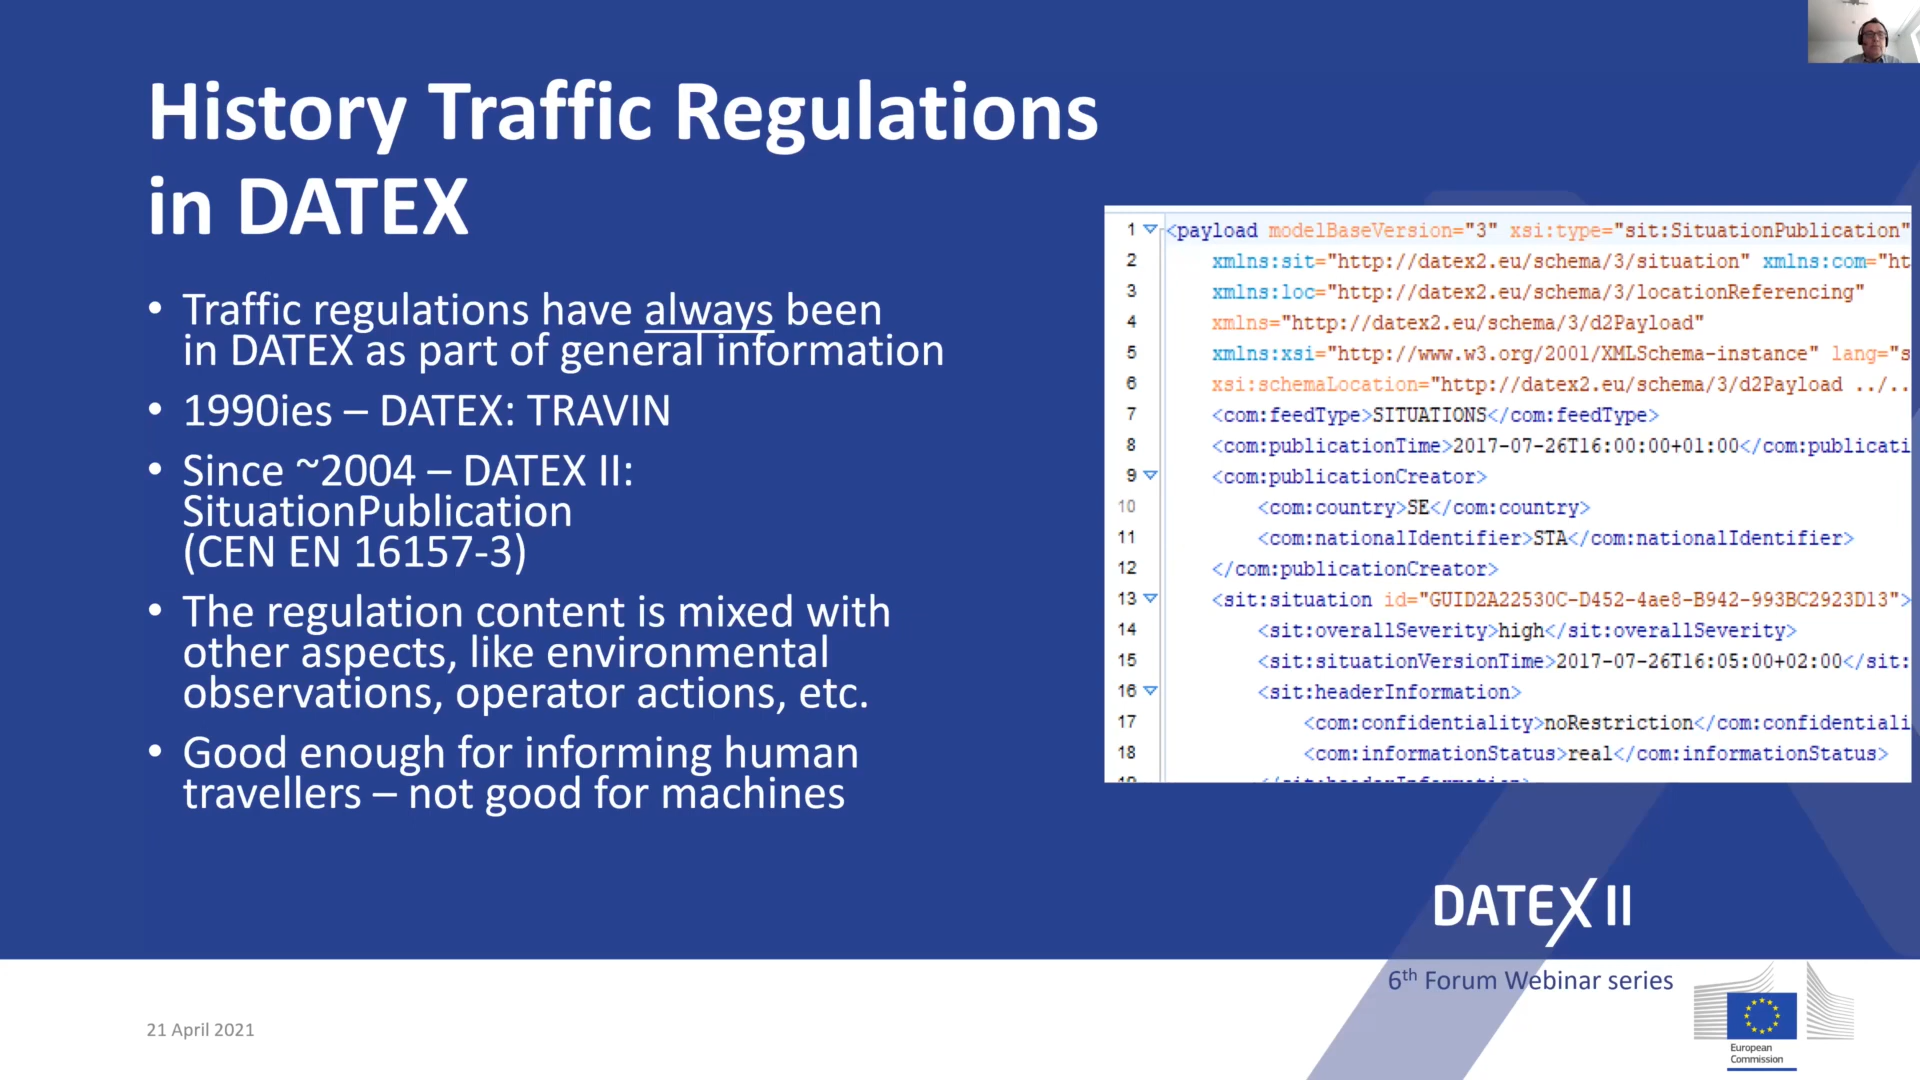 History Traffic Regulations
in DATEX
• Traffic regulations have always been
in DATEX as part of general information
• 1990ies – DATEX: TRAVIN
• Since ~2004 – DATEX II:
SituationPublication
(CEN EN 16157-3)
• The regulation content is mixed with
other aspects, like environmental
observations, operator actions, etc.
• Good enough for informing human
travellers – not good for machines
1 <payload modelBaseVersion="3" xsi:type="sit:SituationPublication"
2 xmlns:sit="http://datex2.eu/schema/3/situation" xmlns:com="ht
3 xmlns:loc="http://datex2.eu/schema/3/locationReferencing"
4 xmlns="http://datex2.eu/schema/3/d2Payload"
5 xmlns:xsi="http://www.w3.org/2001/XMLSchema-instance" lang="s
6 xsi:schemaLocation="http://datex2.eu/schema/3/d2Payload ../..
7 <com:feedType>SITUATIONS</com:feedType>
8 <com:publicationTime>2017-07-26T16:00:00+01:00</com:publicati
9 <com:publicationCreator>
10 <com:country>SE</com:country>
11 <com:nationalIdentifier>STA</com:nationalIdentifier>
12 </com:publicationCreator>
13 <sit:situation id="GUID2A22530C-D452-4ae8-B942-993BC2923D13">
14 <sit:overallSeverity>high</sit:overallSeverity>
15 <sit:situationVersionTime>2017-07-26T16:05:00+02:00</sit:
16 <sit:headerInformation>
17 <com:confidentiality>noRestriction</com:confidentiali
18 <com:informationStatus>real</com:informationStatus>
19 </sit:headerInformation>
DATEX II
6th Forum Webinar series
21 April 2021
European
Commission